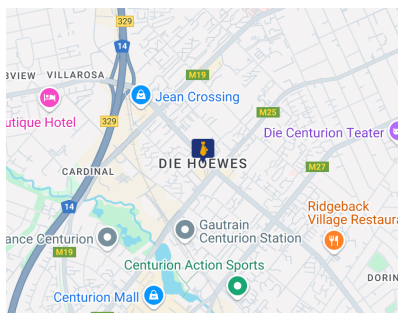 329
14
BVIEW
VILLAROSA
M19
Jean Crossing
M25
utique Hotel
329
Die Centurion Teater
DIE HOEWES
M27
CARDINAL
14
Ridgeback
Village Restaura
Gautrain
Centurion Station
ance Centurion
M19
Centurion Action Sports
DORIN
Centurion Mall